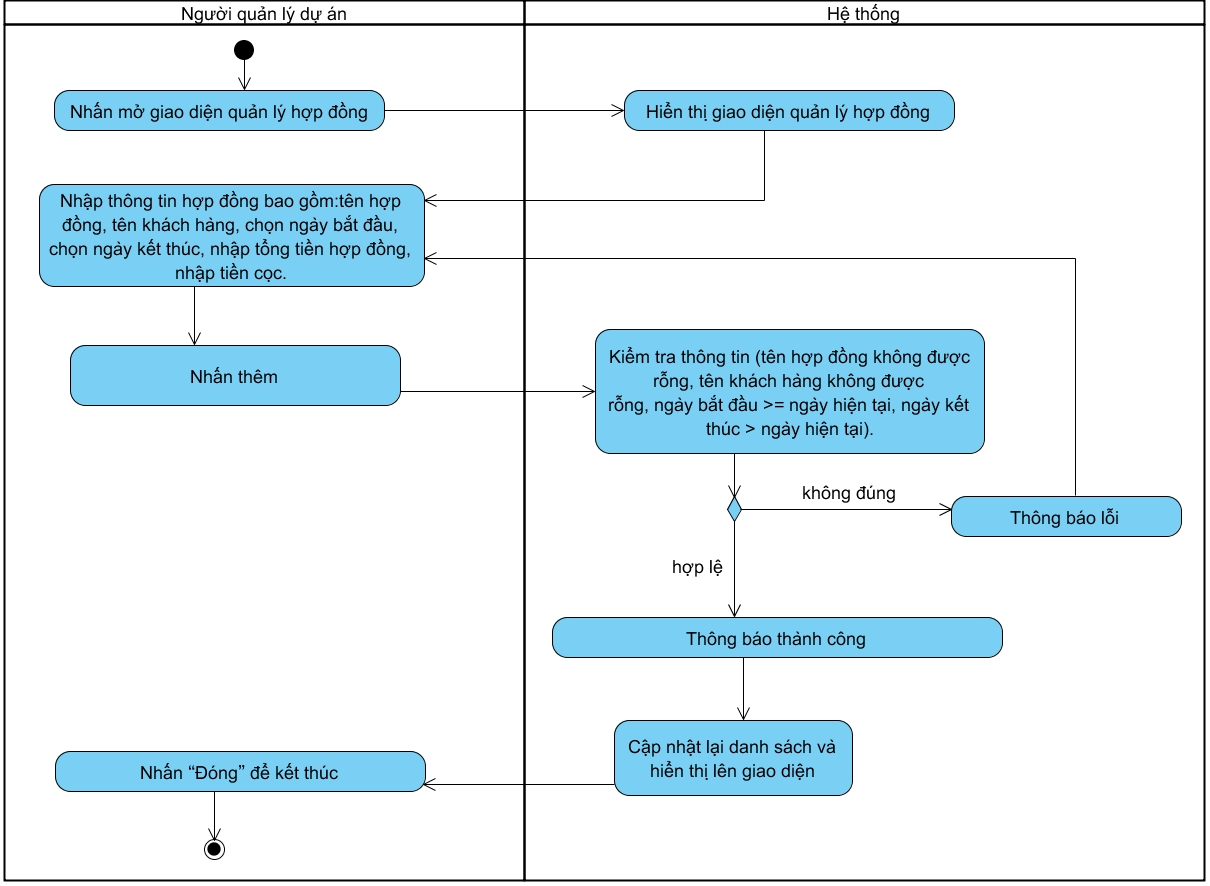 Người quản lý dự án
Hệ thống
Nhấn mở giao diện quản lý hợp đồng
Hiển thị giao diện quản lý hợp đồng
Nhập thông tin hợp đồng bao gồm:tên hợp
đồng, tên khách hàng, chọn ngày bắt đầu,
chọn ngày kết thúc, nhập tổng tiền hợp đồng,
nhập tiền cọc.
Nhấn thêm
Kiểm tra thông tin (tên hợp đồng không được
rỗng, tên khách hàng không được
rỗng, ngày bắt đầu >= ngày hiện tại, ngày kết
thúc > ngày hiện tại).
không đúng
Thông báo lỗi
hợp lệ
Thông báo thành công
Cập nhật lại danh sách và
hiển thị lên giao diện
Nhấn “Đóng” để kết thúc